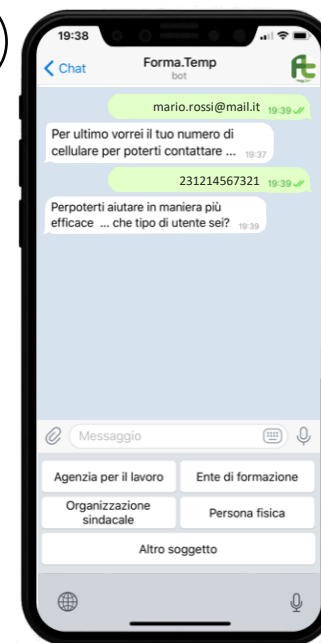 19:38
Chat
Forma.Temp
bot
mario.rossi@mail.it 19:39
Per ultimo vorrei il tuo numero di
cellulare per poterti contattare ... 19:37
231214567321 19:39
Perpoterti aiutare in maniera più
efficace ... che tipo di utente sei? 19:39
Messaggio
Agenzia per il lavoro
Ente di formazione
Organizzazione
sindacale
Persona fisica
Altro soggetto